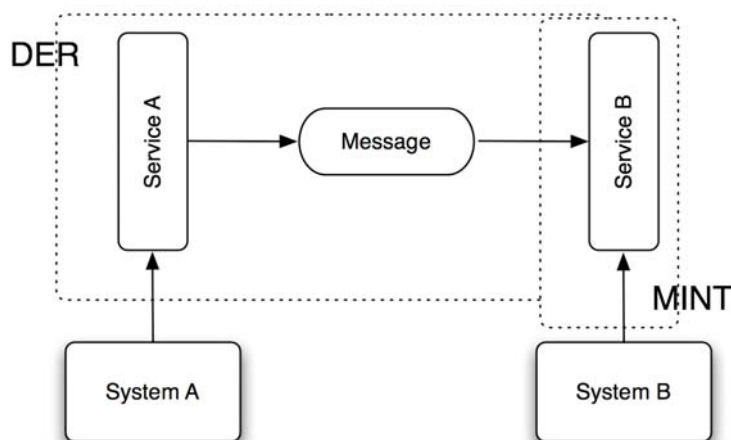 DER
Service A
Message
Service B
MINT
System A
System B